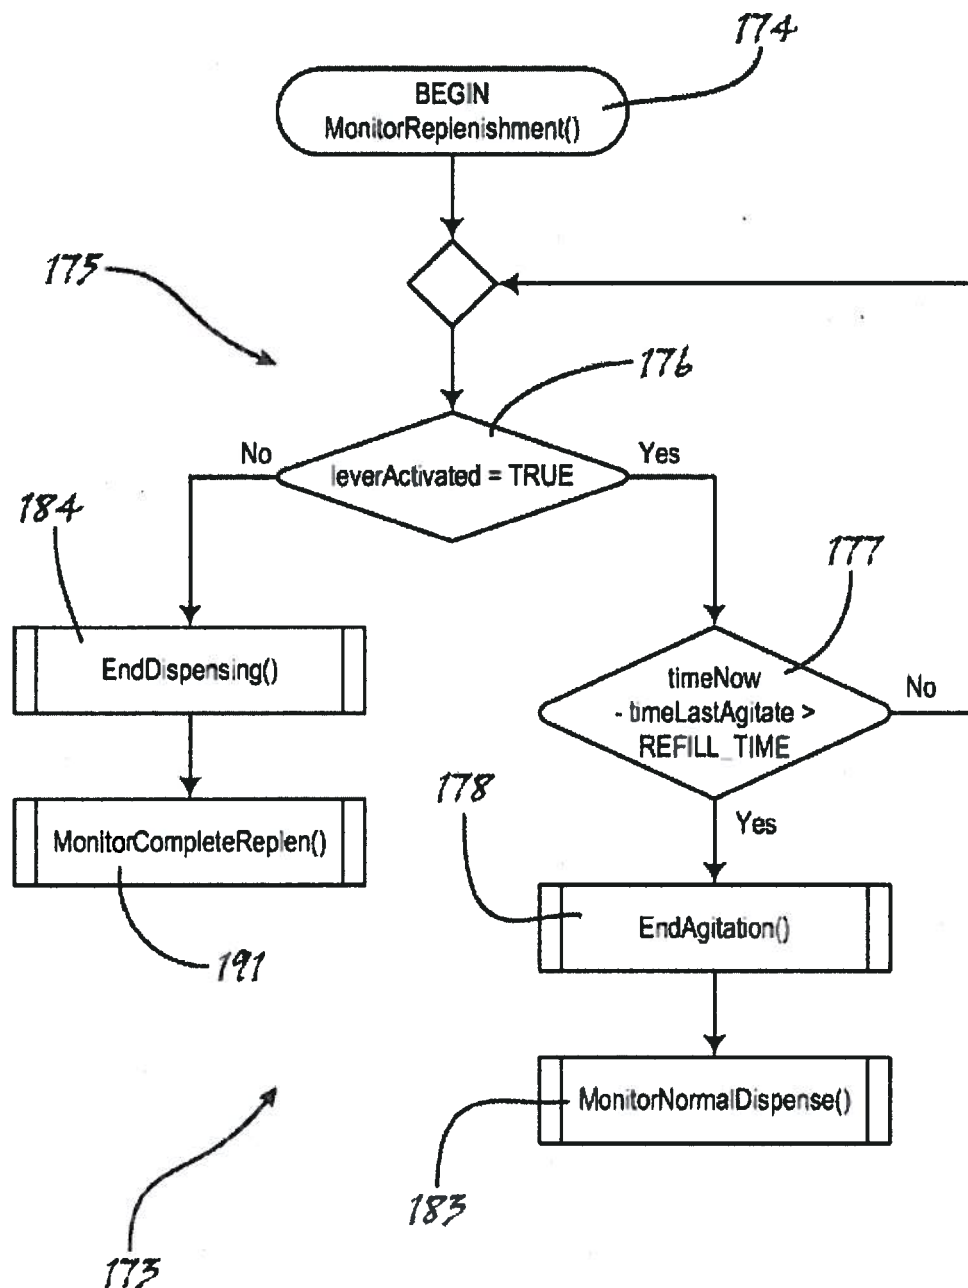 174
BEGIN
MonitorReplenishment()
175
176
No
leverActivated = TRUE
Yes
184
177
EndDispensing()
timeNow
- timeLastAgitate >
REFILL_TIME
No
178
MonitorCompleteReplen()
Yes
EndAgitation()
191
MonitorNormalDispense()
183
173